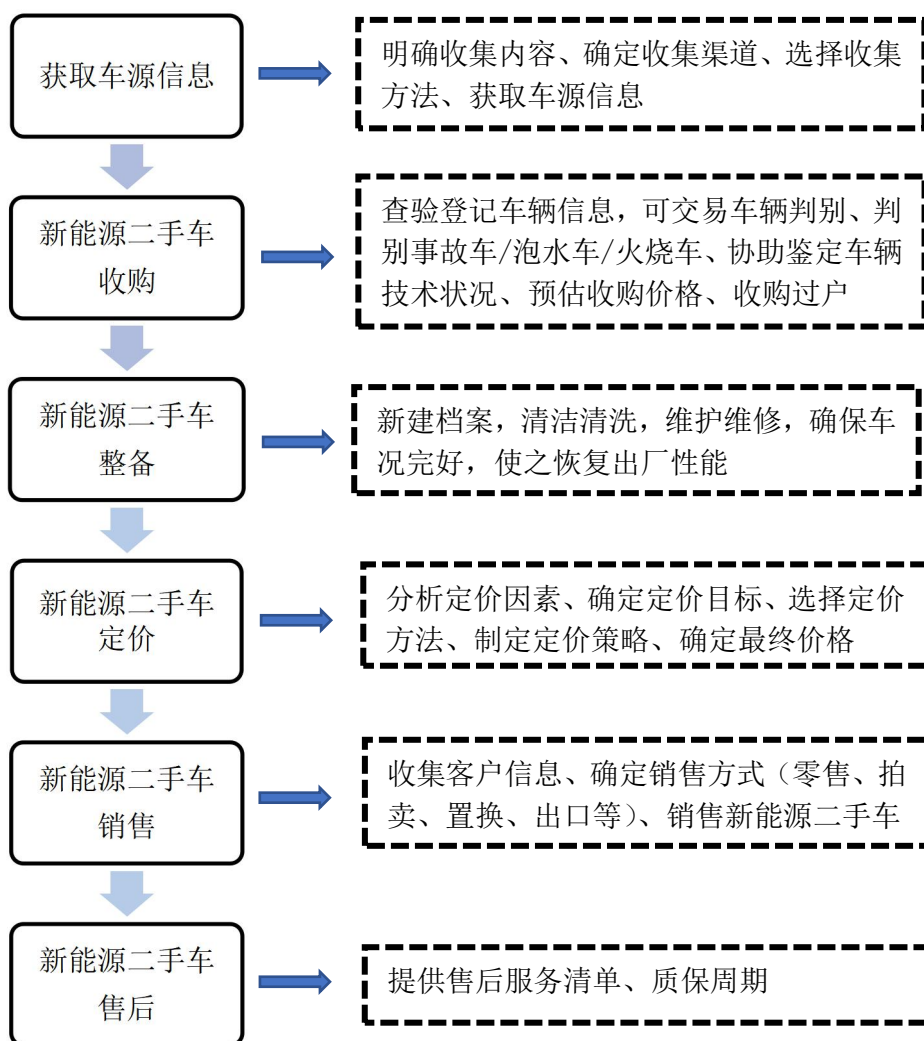 获取车源信息
明确收集内容、确定收集渠道、选择收集
方法、获取车源信息
新能源二手车
收购
查验登记车辆信息，可交易车辆判别、判
别事故车/泡水车/火烧车、协助鉴定车辆
技术状况、预估收购价格、收购过户
新能源二手车
整备
新建档案，清洁清洗，维护维修，确保车
况完好，使之恢复出厂性能
新能源二手车
定价
分析定价因素、确定定价目标、选择定价
方法、制定定价策略、确定最终价格
新能源二手车
销售
收集客户信息、确定销售方式（零售、拍
卖、置换、出口等）、销售新能源二手车
新能源二手车
售后
提供售后服务清单、质保周期